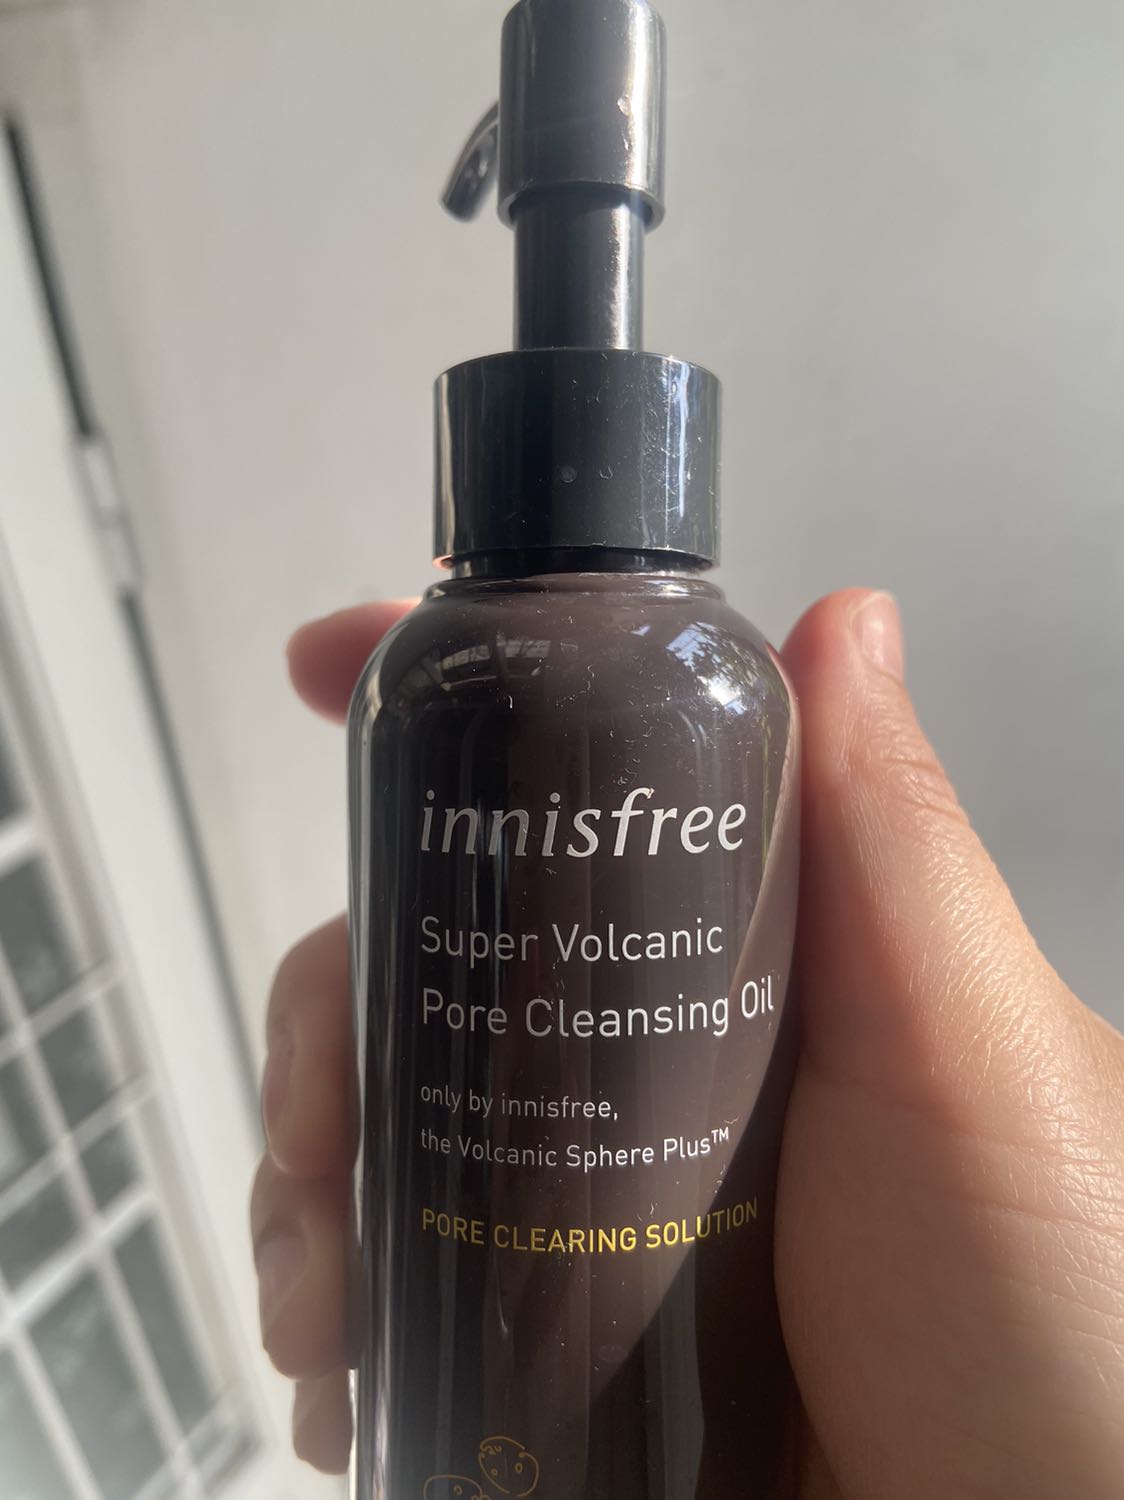 innisfree
Super Volcanic
Pore Cleansing Oil
only by innisfree,
the Volcanic Sphere Plus™
PORE CLEARING SOLUTION